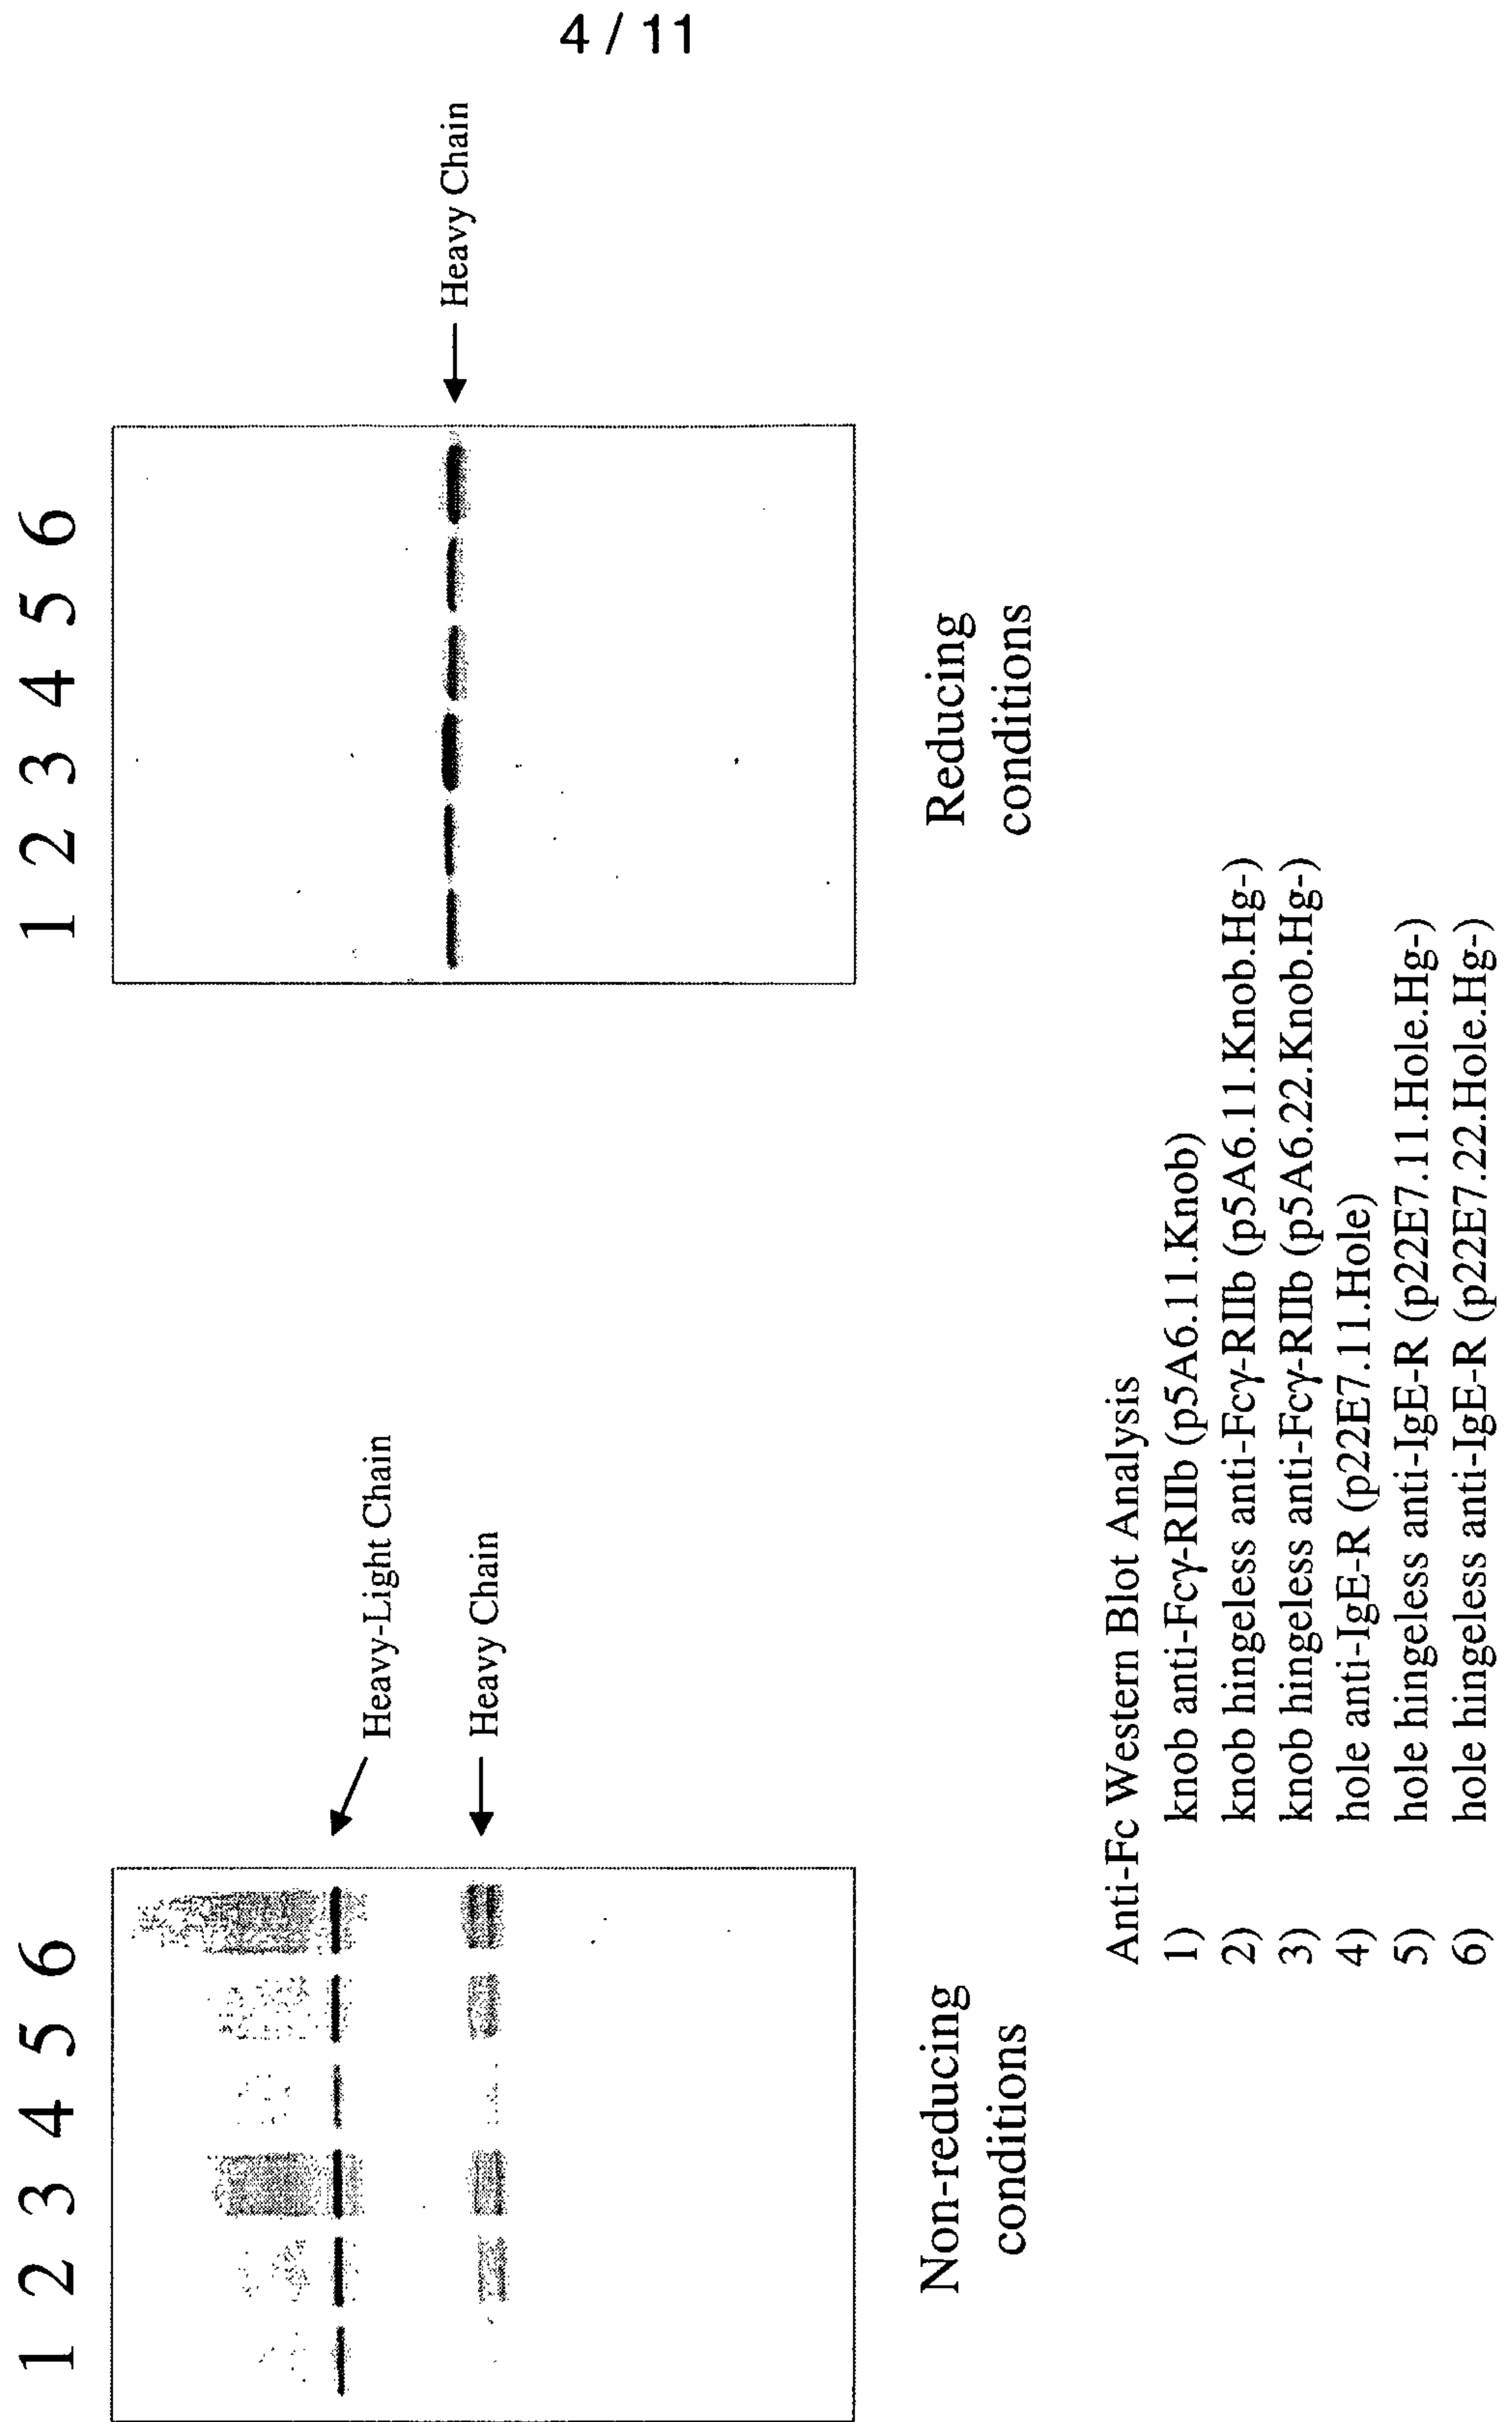 4 / 11
1 2 3 4 5 6
Heavy-Light Chain
Heavy Chain
Non-reducing
conditions
1 2 3 4 5 6
Heavy Chain
Reducing
conditions
Anti-Fc Western Blot Analysis
1) knob anti-Fcγ-RIIb (p5A6.11.Knob)
2) knob hingeless anti-Fcγ-RIIb (p5A6.11.Knob.Hg-)
3) knob hingeless anti-Fcγ-RIIb (p5A6.22.Knob.Hg-)
4) hole anti-IgE-R (p22E7.11.Hole)
5) hole hingeless anti-IgE-R (p22E7.11.Hole.Hg-)
6) hole hingeless anti-IgE-R (p22E7.22.Hole.Hg-)